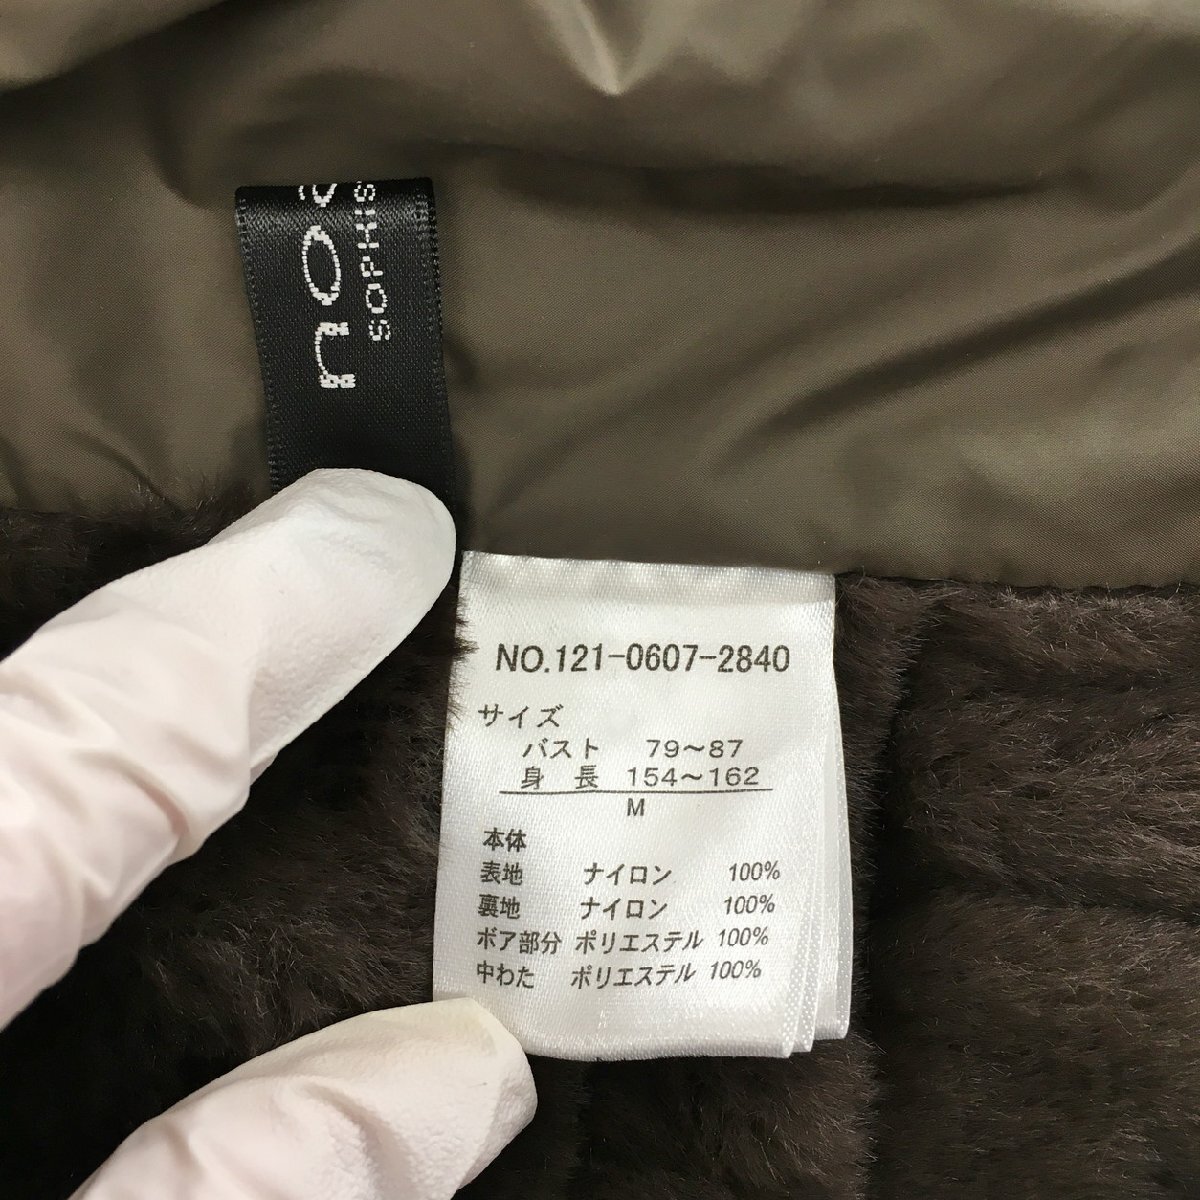 SOPHIS
NO.121-0607-2840
サイズ
バスト 79～87
身 長 154～162
M
本体
表地 ナイロン 100%
裏地 ナイロン 100%
ボア部分 ポリエステル 100%
中わた ポリエステル 100%